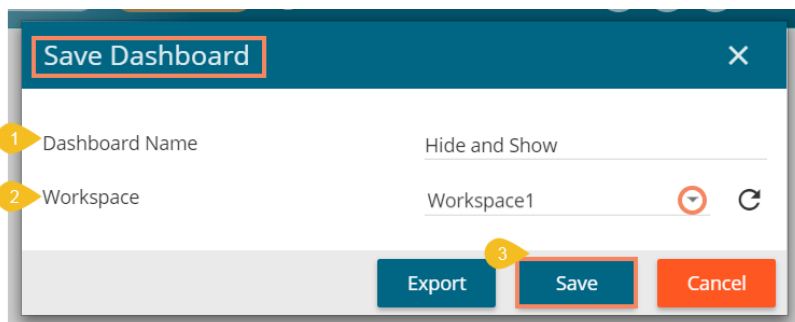 Save Dashboard
1 Dashboard Name Hide and Show
2 Workspace Workspace1
3
Export Save Cancel